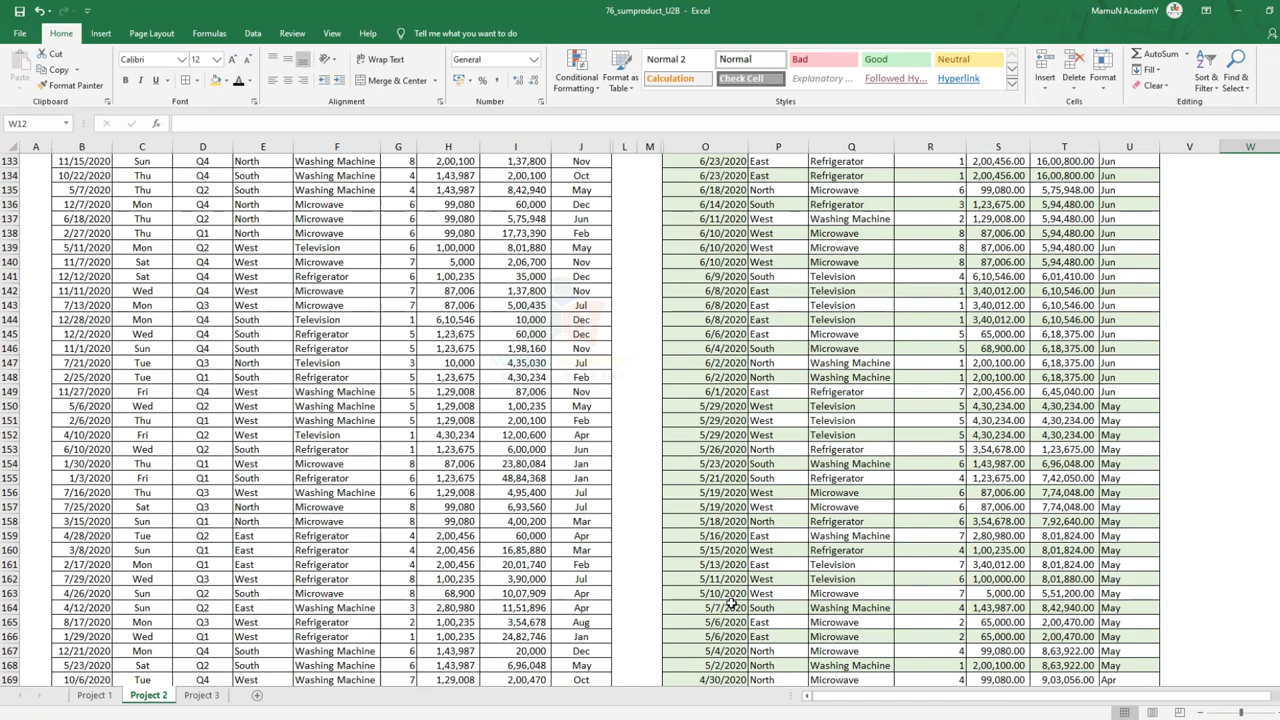 76_sumproduct_U2B - Excel
MamuN AcademY
File Home Insert Page Layout Formulas Data Review View Help Tell me what you want to do
Cut
Copy
Format Painter
Paste
Clipboard
Calibri 12
B I U
Font
Wrap Text
Merge & Center
Alignment
General
Number
Conditional Formatting
Format as Table
Normal 2 Normal Bad Good Neutral
Calculation Check Cell Explanatory ... Followed Hy... Hyperlink
Styles
Insert Delete Format
Cells
AutoSum
Fill
Clear
Sort & Filter
Find & Select
Editing
W12
A B C D E F G H I J L M O P Q R S T U V W
133 11/15/2020 Sun Q4 North Washing Machine 8 2,00,100 1,37,800 Nov 6/23/2020 East Refrigerator 1 2,00,456.00 16,00,800.00 Jun
134 10/22/2020 Thu Q4 South Washing Machine 4 1,43,987 2,00,100 Oct 6/23/2020 East Refrigerator 1 2,00,456.00 16,00,800.00 Jun
135 5/7/2020 Thu Q2 South Washing Machine 4 1,43,987 8,42,940 May 6/18/2020 North Microwave 6 99,080.00 5,75,948.00 Jun
136 12/7/2020 Mon Q4 North Microwave 6 99,080 60,000 Dec 6/14/2020 South Refrigerator 3 1,23,675.00 5,94,480.00 Jun
137 6/18/2020 Thu Q2 North Microwave 6 99,080 5,75,948 Jun 6/11/2020 West Washing Machine 2 1,29,008.00 5,94,480.00 Jun
138 2/27/2020 Thu Q1 North Microwave 6 99,080 17,73,390 Feb 6/10/2020 West Microwave 8 87,006.00 5,94,480.00 Jun
139 5/11/2020 Mon Q2 West Television 6 1,00,000 8,01,880 May 6/10/2020 West Microwave 8 87,006.00 5,94,480.00 Jun
140 11/7/2020 Sat Q4 West Microwave 7 5,000 2,06,700 Nov 6/10/2020 West Microwave 8 87,006.00 5,94,480.00 Jun
141 12/12/2020 Sat Q4 West Refrigerator 6 1,00,235 35,000 Dec 6/9/2020 South Television 4 6,10,546.00 6,01,410.00 Jun
142 11/11/2020 Wed Q4 West Microwave 7 87,006 1,37,800 Nov 6/8/2020 East Television 1 3,40,012.00 6,10,546.00 Jun
143 7/13/2020 Mon Q3 West Microwave 7 87,006 5,00,435 Jul 6/8/2020 East Television 1 3,40,012.00 6,10,546.00 Jun
144 12/28/2020 Mon Q4 South Television 1 6,10,546 10,000 Dec 6/8/2020 East Television 1 3,40,012.00 6,10,546.00 Jun
145 12/2/2020 Wed Q4 South Refrigerator 5 1,23,675 60,000 Dec 6/6/2020 East Microwave 5 65,000.00 6,18,375.00 Jun
146 11/1/2020 Sun Q4 South Refrigerator 5 1,23,675 1,98,160 Nov 6/4/2020 South Microwave 5 68,900.00 6,18,375.00 Jun
147 7/21/2020 Tue Q3 North Television 3 10,000 4,35,030 Jul 6/2/2020 North Washing Machine 1 2,00,100.00 6,18,375.00 Jun
148 2/25/2020 Tue Q1 South Refrigerator 5 1,23,675 4,30,234 Feb 6/2/2020 North Washing Machine 1 2,00,100.00 6,18,375.00 Jun
149 11/27/2020 Fri Q4 West Washing Machine 5 1,29,008 87,006 Nov 6/1/2020 East Refrigerator 7 2,00,456.00 6,45,040.00 Jun
150 5/6/2020 Wed Q2 West Washing Machine 5 1,29,008 1,00,235 May 5/29/2020 West Television 5 4,30,234.00 4,30,234.00 May
151 2/6/2020 Thu Q1 West Washing Machine 5 1,29,008 2,00,100 Feb 5/29/2020 West Television 5 4,30,234.00 4,30,234.00 May
152 4/10/2020 Fri Q2 West Television 1 4,30,234 12,00,600 Apr 5/29/2020 West Television 5 4,30,234.00 4,30,234.00 May
153 6/10/2020 Wed Q2 South Refrigerator 5 1,23,675 6,00,000 Jun 5/26/2020 North Refrigerator 5 3,54,678.00 1,23,675.00 May
154 1/30/2020 Thu Q1 West Microwave 8 87,006 23,80,084 Jan 5/23/2020 South Washing Machine 6 1,43,987.00 6,96,048.00 May
155 1/3/2020 Fri Q1 South Refrigerator 6 1,23,675 48,84,368 Jan 5/21/2020 South Refrigerator 4 1,23,675.00 7,42,050.00 May
156 7/16/2020 Thu Q3 West Washing Machine 5 1,29,008 4,95,400 Jul 5/19/2020 West Microwave 6 87,006.00 7,74,048.00 May
157 7/25/2020 Sat Q3 North Microwave 8 99,080 6,93,560 Jul 5/19/2020 West Microwave 6 87,006.00 7,74,048.00 May
158 3/15/2020 Sun Q1 North Microwave 8 99,080 4,00,200 Mar 5/18/2020 North Refrigerator 6 3,54,678.00 7,92,640.00 May
159 4/28/2020 Tue Q2 East Refrigerator 4 2,00,456 60,000 Apr 5/16/2020 East Washing Machine 7 2,80,980.00 8,01,824.00 May
160 3/8/2020 Sun Q1 East Refrigerator 4 2,00,456 16,85,880 Mar 5/15/2020 West Refrigerator 4 1,00,235.00 8,01,824.00 May
161 2/17/2020 Mon Q1 East Refrigerator 4 2,00,456 20,01,740 Feb 5/13/2020 East Television 7 3,40,012.00 8,01,824.00 May
162 7/29/2020 Wed Q3 West Refrigerator 8 1,00,235 3,90,000 Jul 5/11/2020 West Television 6 1,00,000.00 8,01,880.00 May
163 4/26/2020 Sun Q2 South Microwave 4 68,900 10,07,909 Apr 5/10/2020 West Microwave 7 5,000.00 5,51,200.00 May
164 4/12/2020 Sun Q2 East Washing Machine 3 2,80,980 11,51,896 Apr 5/7/2020 South Washing Machine 4 1,43,987.00 8,42,940.00 May
165 8/17/2020 Mon Q3 North Refrigerator 2 1,00,235 3,54,678 Aug 5/6/2020 East Microwave 2 65,000.00 2,00,470.00 May
166 1/29/2020 Wed Q1 West Refrigerator 7 1,00,235 24,82,746 Jan 5/6/2020 East Microwave 2 65,000.00 2,00,470.00 May
167 12/21/2020 Mon Q4 South Washing Machine 6 1,43,987 20,000 Dec 5/4/2020 North Microwave 4 99,080.00 8,63,922.00 May
168 5/23/2020 Sat Q2 South Washing Machine 6 1,43,987 6,96,048 May 5/2/2020 North Washing Machine 1 2,00,100.00 8,63,922.00 May
169 10/6/2020 Tue Q4 West Washing Machine 7 1,29,008 2,00,470 Oct 4/30/2020 North Microwave 4 99,080.00 9,03,056.00 Apr
Project 1 Project 2 Project 3